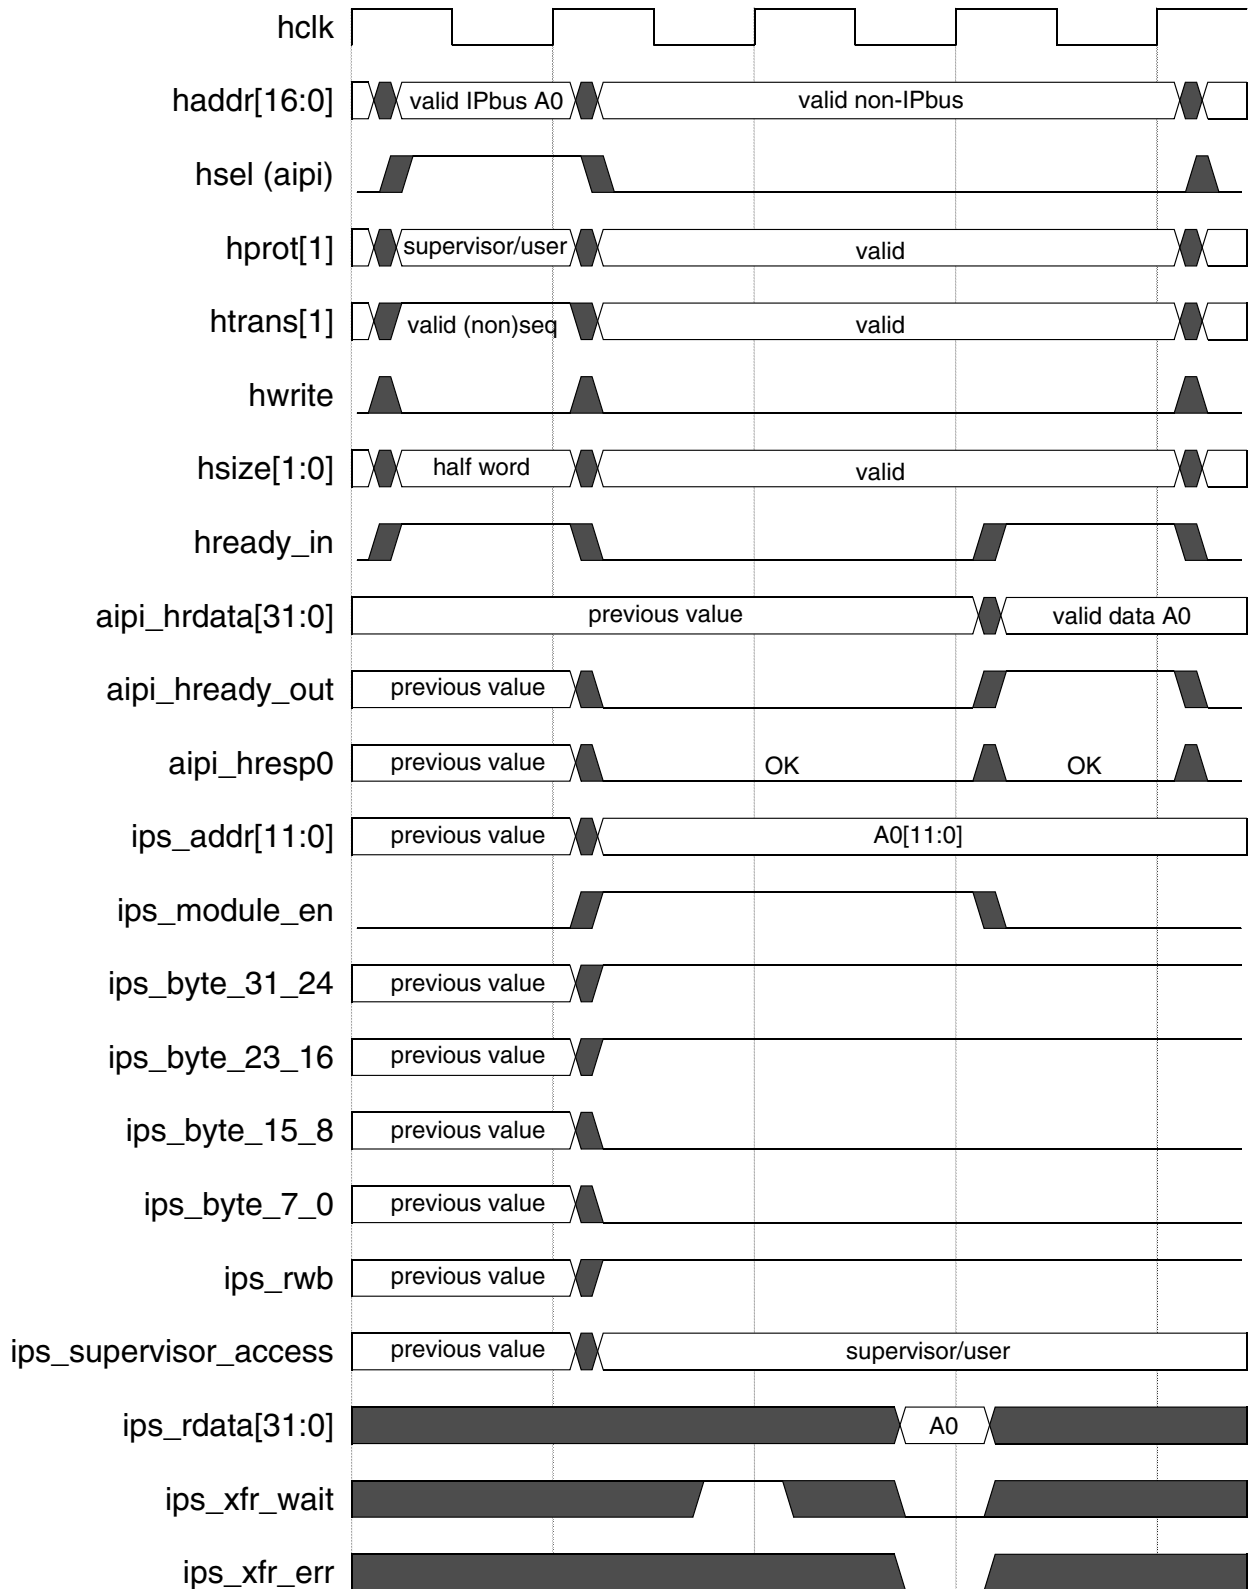 hclk
haddr[16:0] valid IPbus A0 valid non-IPbus
hsel (aipi)
hprot[1] supervisor/user valid
htrans[1] valid (non)seq valid
hwrite
hsize[1:0] half word valid
hready_in
aipi_hrdata[31:0] previous value valid data A0
aipi_hready_out previous value
aipi_hresp0 previous value OK OK
ips_addr[11:0] previous value A0[11:0]
ips_module_en
ips_byte_31_24 previous value
ips_byte_23_16 previous value
ips_byte_15_8 previous value
ips_byte_7_0 previous value
ips_rwb previous value
ips_supervisor_access previous value supervisor/user
ips_rdata[31:0] A0
ips_xfr_wait
ips_xfr_err